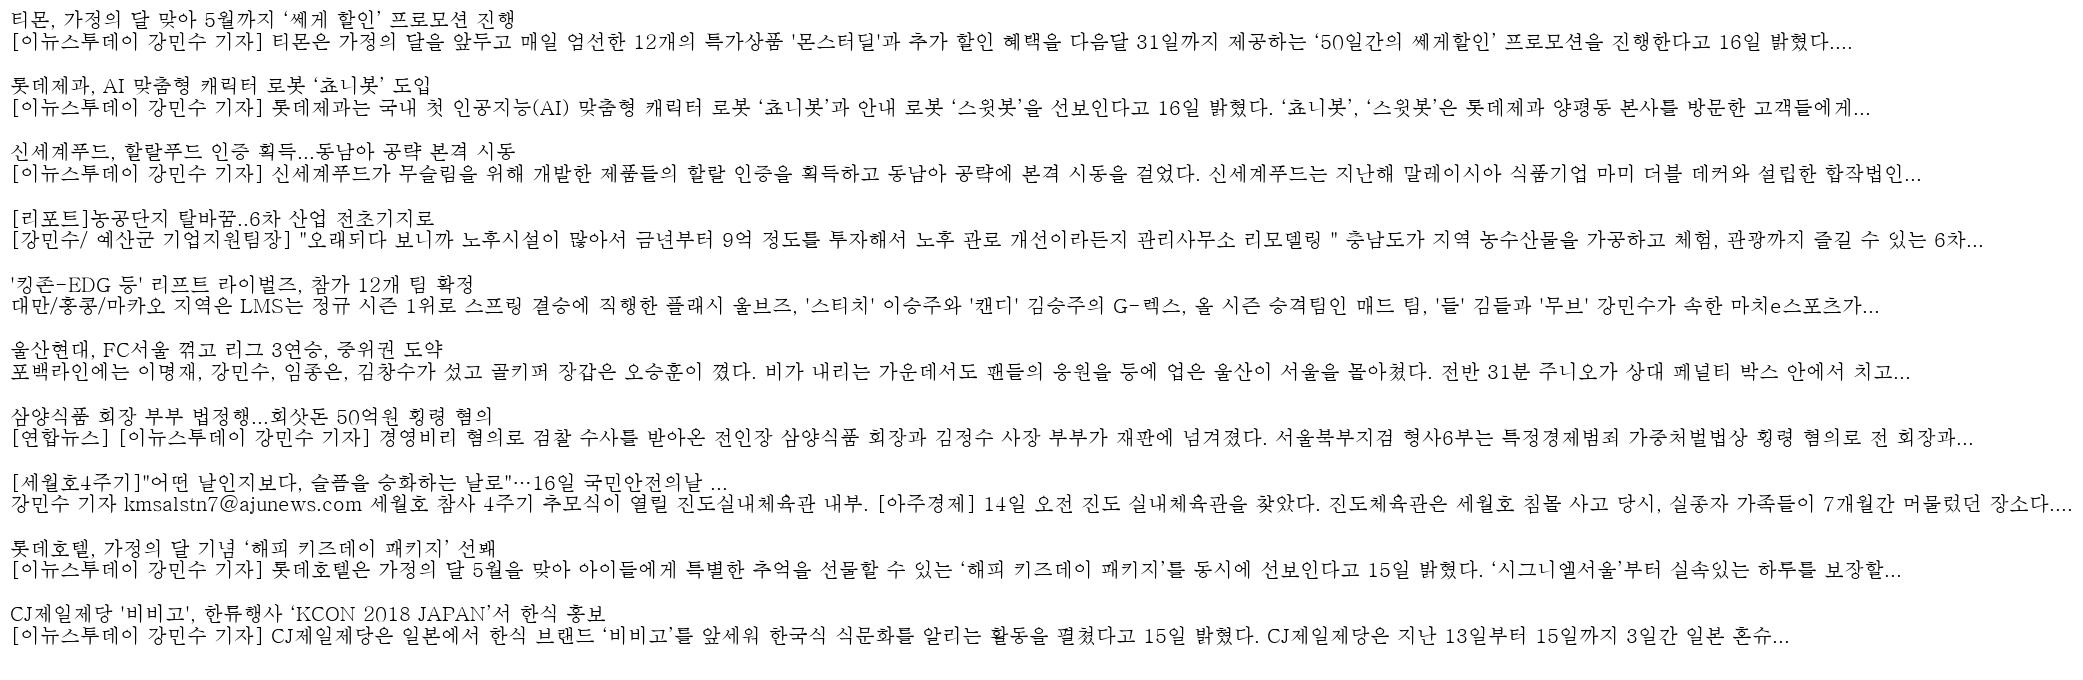 티몬, 가정의 달 맞아 5월까지 ‘쎄게 할인’ 프로모션 진행
[이뉴스투데이 강민수 기자] 티몬은 가정의 달을 앞두고 매일 엄선한 12개의 특가상품 '몬스터딜'과 추가 할인 혜택을 다음달 31일까지 제공하는 ‘50일간의 쎄게할인’ 프로모션을 진행한다고 16일 밝혔다....
롯데제과, AI 맞춤형 캐릭터 로봇 ‘쵸니봇’ 도입
[이뉴스투데이 강민수 기자] 롯데제과는 국내 첫 인공지능(AI) 맞춤형 캐릭터 로봇 ‘쵸니봇’과 안내 로봇 ‘스윗봇’을 선보인다고 16일 밝혔다. ‘쵸니봇’, ‘스윗봇’은 롯데제과 양평동 본사를 방문한 고객들에게...
신세계푸드, 할랄푸드 인증 획득...동남아 공략 본격 시동
[이뉴스투데이 강민수 기자] 신세계푸드가 무슬림을 위해 개발한 제품들의 할랄 인증을 획득하고 동남아 공략에 본격 시동을 걸었다. 신세계푸드는 지난해 말레이시아 식품기업 마미 더블 데커와 설립한 합작법인...
[리포트]농공단지 탈바꿈..6차 산업 전초기지로
[강민수/ 예산군 기업지원팀장] "오래되다 보니까 노후시설이 많아서 금년부터 9억 정도를 투자해서 노후 관로 개선이라든지 관리사무소 리모델링 " 충남도가 지역 농수산물을 가공하고 체험, 관광까지 즐길 수 있는 6차...
'킹존-EDG 등' 리프트 라이벌즈, 참가 12개 팀 확정
대만/홍콩/마카오 지역은 LMS는 정규 시즌 1위로 스프링 결승에 직행한 플래시 울브즈, '스티치' 이승주와 '캔디' 김승주의 G-렉스, 올 시즌 승격팀인 매드 팀, '들' 김들과 '무브' 강민수가 속한 마치e스포츠가...
울산현대, FC서울 꺾고 리그 3연승, 중위권 도약
포백라인에는 이명재, 강민수, 임종은, 김창수가 섰고 골키퍼 장갑은 오승훈이 꼈다. 비가 내리는 가운데서도 팬들의 응원을 등에 업은 울산이 서울을 몰아쳤다. 전반 31분 주니오가 상대 페널티 박스 안에서 치고...
삼양식품 회장 부부 법정행...회삿돈 50억원 횡령 혐의
[연합뉴스] [이뉴스투데이 강민수 기자] 경영비리 혐의로 검찰 수사를 받아온 전인장 삼양식품 회장과 김정수 사장 부부가 재판에 넘겨졌다. 서울북부지검 형사6부는 특정경제범죄 가중처벌법상 횡령 혐의로 전 회장과...
[세월호4주기]"어떤 날인지보다, 슬픔을 승화하는 날로"…16일 국민안전의날 ...
강민수 기자 kmsalstn7@ajunews.com 세월호 참사 4주기 추모식이 열릴 진도실내체육관 내부. [아주경제] 14일 오전 진도 실내체육관을 찾았다. 진도체육관은 세월호 침몰 사고 당시, 실종자 가족들이 7개월간 머물렀던 장소다....
롯데호텔, 가정의 달 기념 ‘해피 키즈데이 패키지’ 선봬
[이뉴스투데이 강민수 기자] 롯데호텔은 가정의 달 5월을 맞아 아이들에게 특별한 추억을 선물할 수 있는 ‘해피 키즈데이 패키지’를 동시에 선보인다고 15일 밝혔다. ‘시그니엘서울’부터 실속있는 하루를 보장할...
CJ제일제당 '비비고', 한류행사 ‘KCON 2018 JAPAN’서 한식 홍보
[이뉴스투데이 강민수 기자] CJ제일제당은 일본에서 한식 브랜드 ‘비비고’를 앞세워 한국식 식문화를 알리는 활동을 펼쳤다고 15일 밝혔다. CJ제일제당은 지난 13일부터 15일까지 3일간 일본 혼슈...